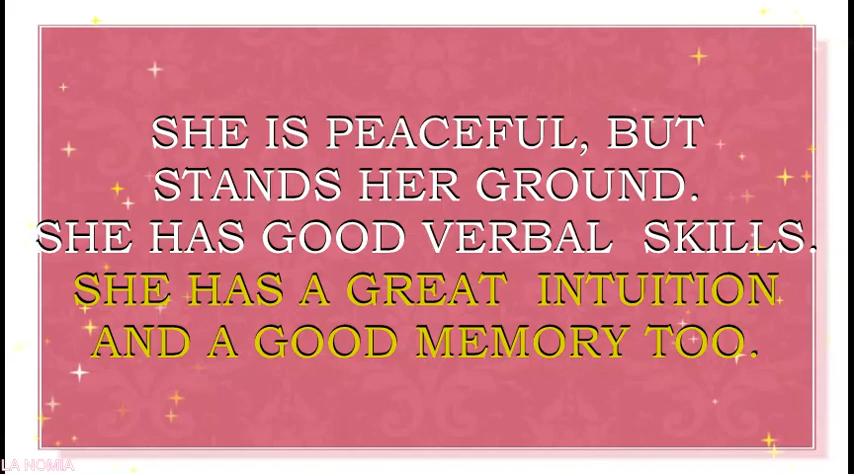 SHE IS PEACEFUL, BUT
STANDS HER GROUND.
SHE HAS GOOD VERBAL  SKILLS.
SHE HAS A GREAT  INTUITION
AND A GOOD MEMORY TOO.
LA NOMIA